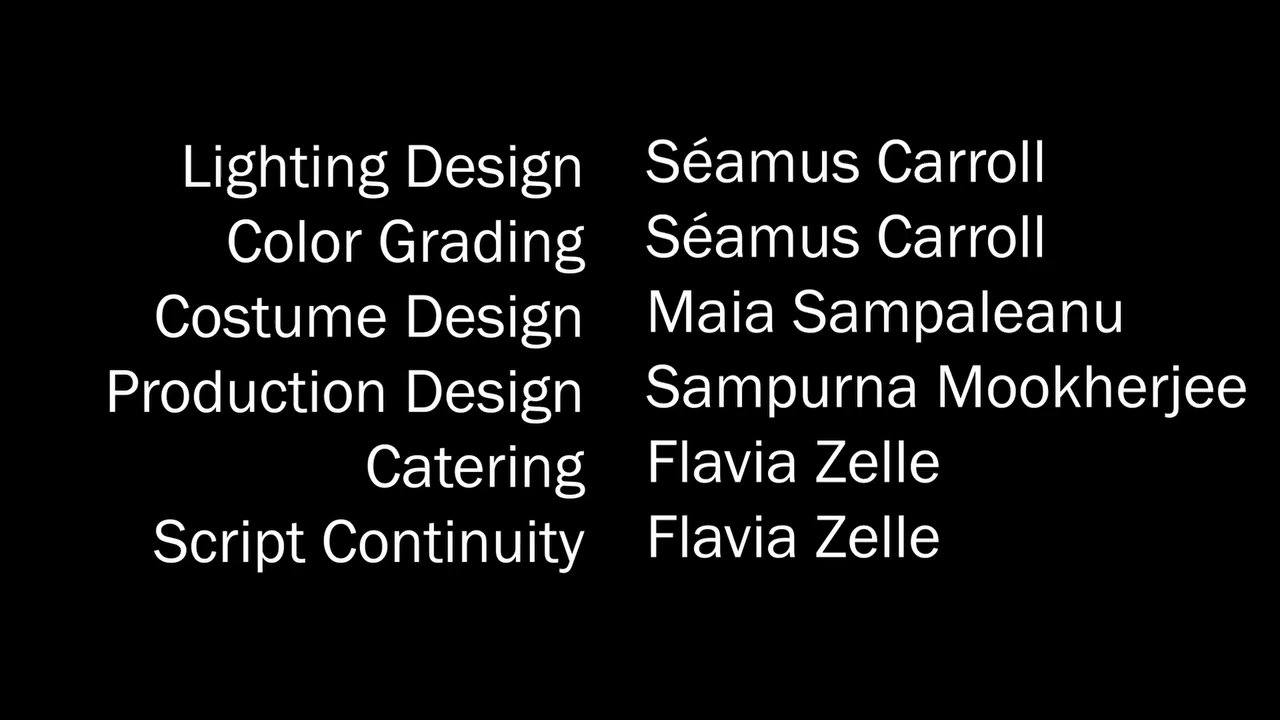 Lighting Design Séamus Carroll
Color Grading Séamus Carroll
Costume Design Maia Sampaleanu
Production Design Sampurna Mookherjee
Catering Flavia Zelle
Script Continuity Flavia Zelle